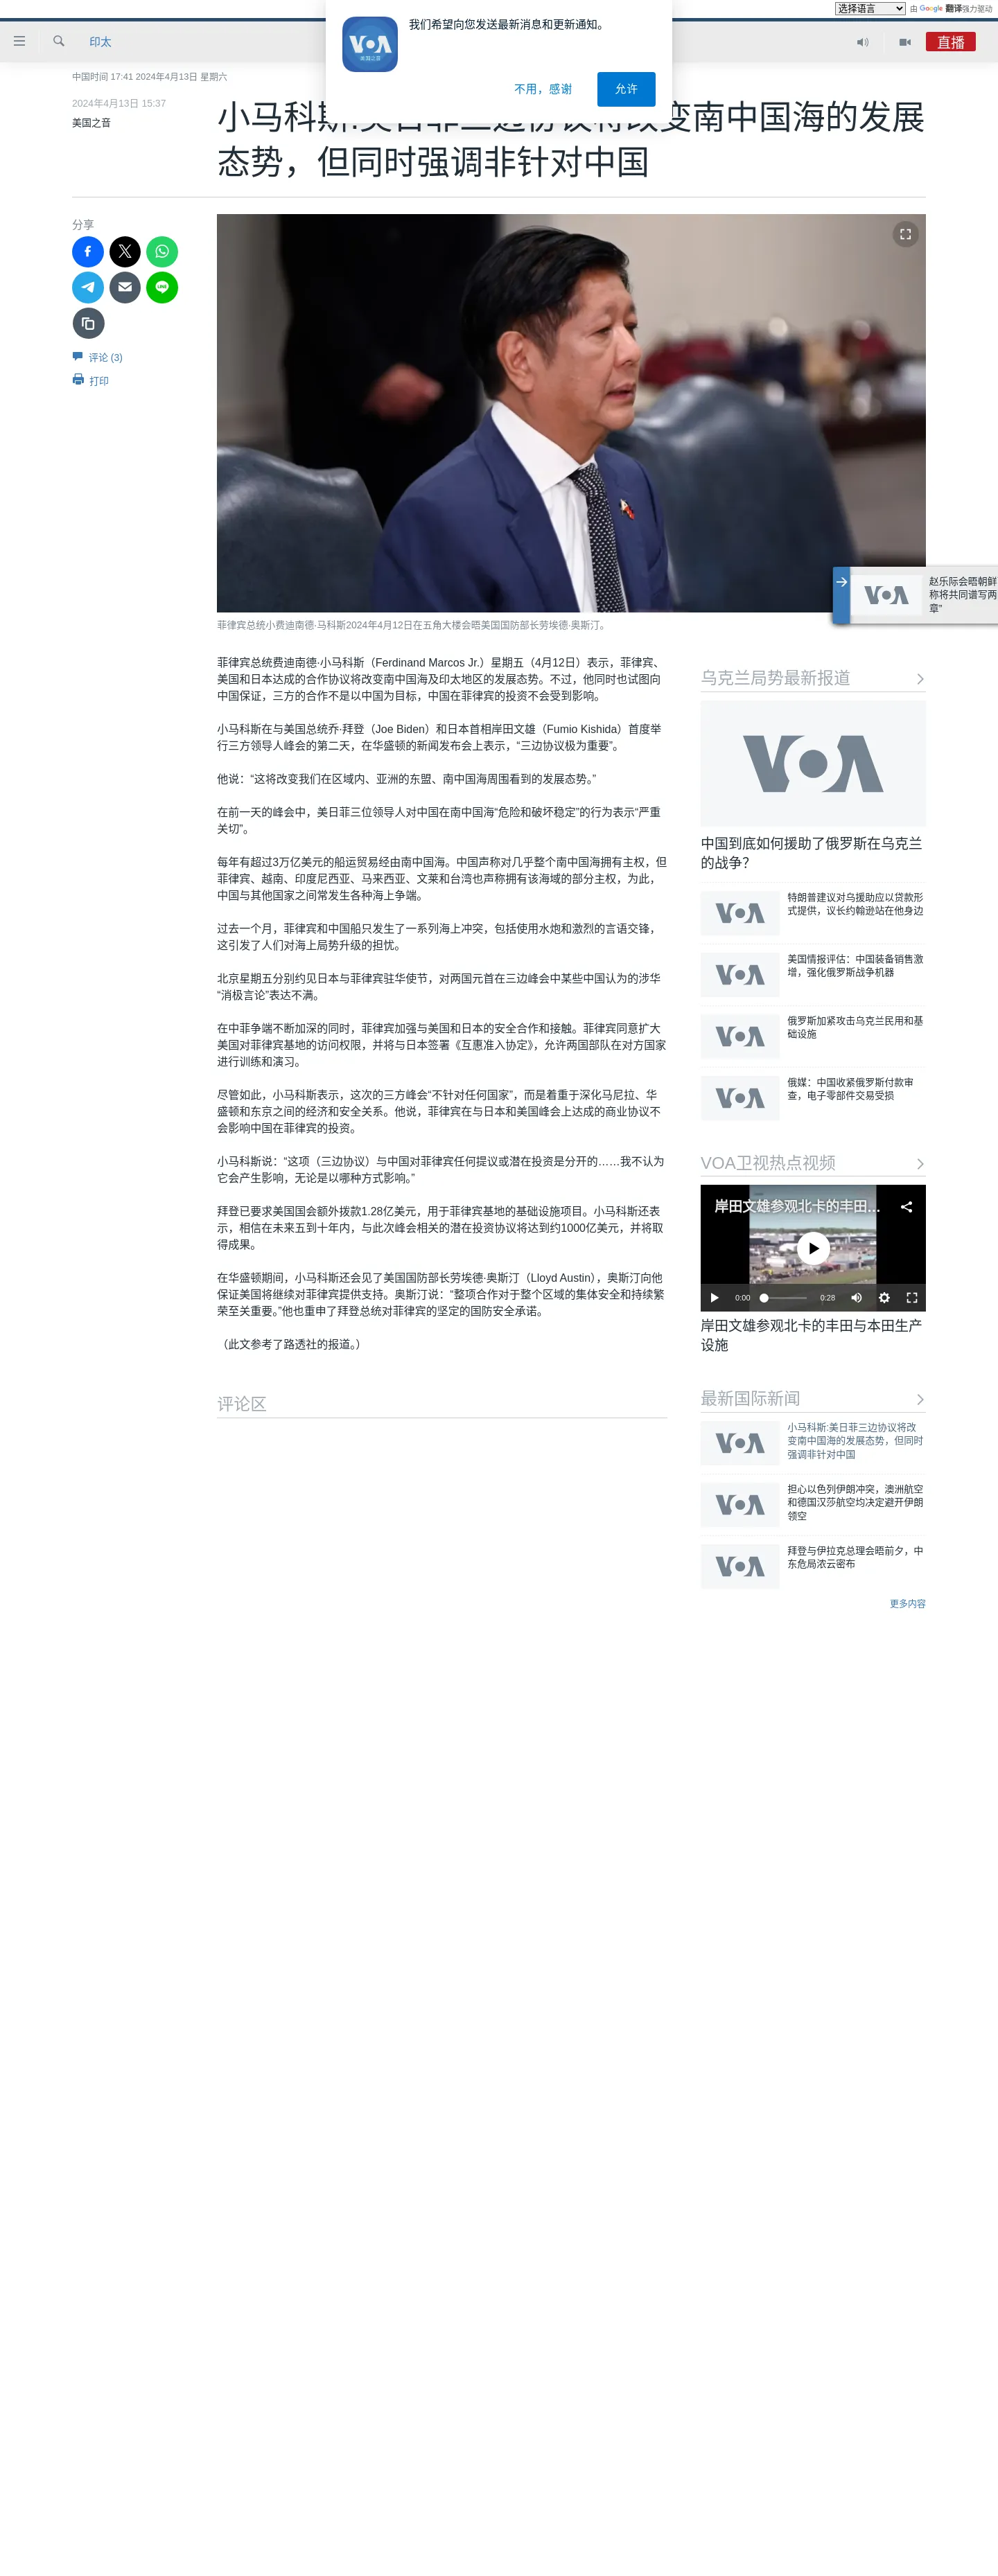 选择语言
由 Google 翻译强力驱动
我们希望向您发送最新消息和更新通知。
VOA
美国之音
不用，感谢
允许
印太
直播
中国时间 17:41 2024年4月13日 星期六
2024年4月13日 15:37
美国之音
小马科斯:美日菲三边协议将改变南中国海的发展
态势，但同时强调非针对中国
分享
LINE
评论 (3)
打印
菲律宾总统小费迪南德·马科斯2024年4月12日在五角大楼会晤美国国防部长劳埃德·奥斯汀。
VOA
赵乐际会晤朝鲜
称将共同谱写两
章"
菲律宾总统费迪南德·小马科斯（Ferdinand Marcos Jr.）星期五（4月12日）表示，菲律宾、
美国和日本达成的合作协议将改变南中国海及印太地区的发展态势。不过，他同时也试图向
中国保证，三方的合作不是以中国为目标，中国在菲律宾的投资不会受到影响。
小马科斯在与美国总统乔·拜登（Joe Biden）和日本首相岸田文雄（Fumio Kishida）首度举
行三方领导人峰会的第二天，在华盛顿的新闻发布会上表示，“三边协议极为重要”。
他说：“这将改变我们在区域内、亚洲的东盟、南中国海周围看到的发展态势。”
在前一天的峰会中，美日菲三位领导人对中国在南中国海“危险和破坏稳定”的行为表示“严重
关切”。
每年有超过3万亿美元的船运贸易经由南中国海。中国声称对几乎整个南中国海拥有主权，但
菲律宾、越南、印度尼西亚、马来西亚、文莱和台湾也声称拥有该海域的部分主权，为此，
中国与其他国家之间常发生各种海上争端。
过去一个月，菲律宾和中国船只发生了一系列海上冲突，包括使用水炮和激烈的言语交锋，
这引发了人们对海上局势升级的担忧。
北京星期五分别约见日本与菲律宾驻华使节，对两国元首在三边峰会中某些中国认为的涉华
“消极言论”表达不满。
在中菲争端不断加深的同时，菲律宾加强与美国和日本的安全合作和接触。菲律宾同意扩大
美国对菲律宾基地的访问权限，并将与日本签署《互惠准入协定》，允许两国部队在对方国家
进行训练和演习。
尽管如此，小马科斯表示，这次的三方峰会“不针对任何国家”，而是着重于深化马尼拉、华
盛顿和东京之间的经济和安全关系。他说，菲律宾在与日本和美国峰会上达成的商业协议不
会影响中国在菲律宾的投资。
小马科斯说：“这项（三边协议）与中国对菲律宾任何提议或潜在投资是分开的……我不认为
它会产生影响，无论是以哪种方式影响。”
拜登已要求美国国会额外拨款1.28亿美元，用于菲律宾基地的基础设施项目。小马科斯还表
示，相信在未来五到十年内，与此次峰会相关的潜在投资协议将达到约1000亿美元，并将取
得成果。
在华盛顿期间，小马科斯还会见了美国国防部长劳埃德·奥斯汀（Lloyd Austin），奥斯汀向他
保证美国将继续对菲律宾提供支持。奥斯汀说：“整项合作对于整个区域的集体安全和持续繁
荣至关重要。”他也重申了拜登总统对菲律宾的坚定的国防安全承诺。
（此文参考了路透社的报道。）
评论区
乌克兰局势最新报道
VOA
中国到底如何援助了俄罗斯在乌克兰
的战争？
VOA
特朗普建议对乌援助应以贷款形
式提供，议长约翰逊站在他身边
VOA
美国情报评估：中国装备销售激
增，强化俄罗斯战争机器
VOA
俄罗斯加紧攻击乌克兰民用和基
础设施
VOA
俄媒：中国收紧俄罗斯付款审
查，电子零部件交易受损
VOA卫视热点视频
岸田文雄参观北卡的丰田...
0:00
0:28
岸田文雄参观北卡的丰田与本田生产
设施
最新国际新闻
VOA
小马科斯:美日菲三边协议将改
变南中国海的发展态势，但同时
强调非针对中国
VOA
担心以色列伊朗冲突，澳洲航空
和德国汉莎航空均决定避开伊朗
领空
VOA
拜登与伊拉克总理会晤前夕，中
东危局浓云密布
更多内容